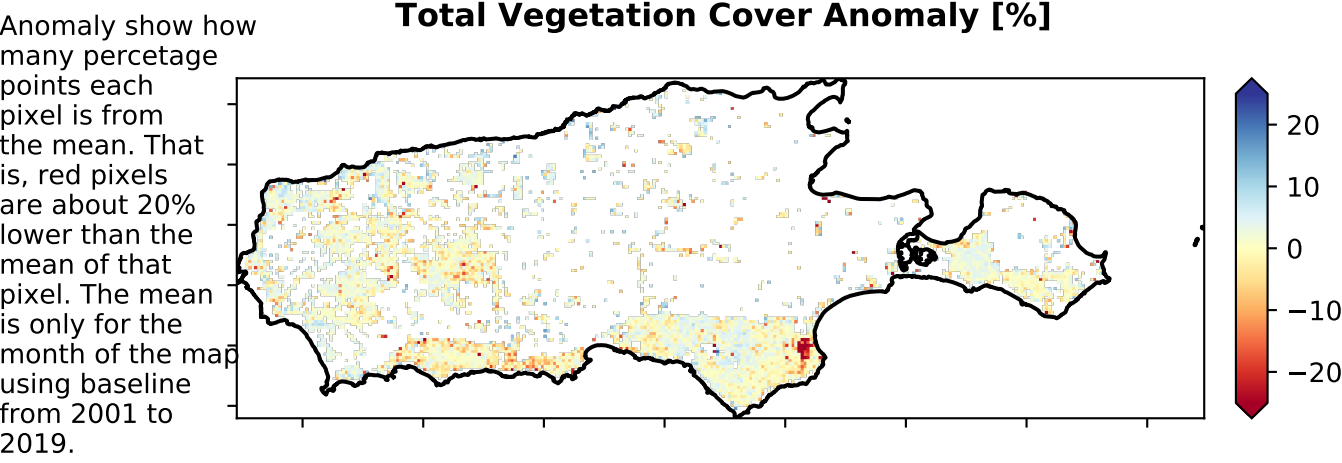 Total Vegetation Cover Anomaly [%]
Anomaly show how
many percetage
points each
pixel is from
the mean. That
is, red pixels
are about 20%
lower than the
mean of that
pixel. The mean
is only for the
month of the map
using baseline
from 2001 to
2019.
20
10
0
−10
−20